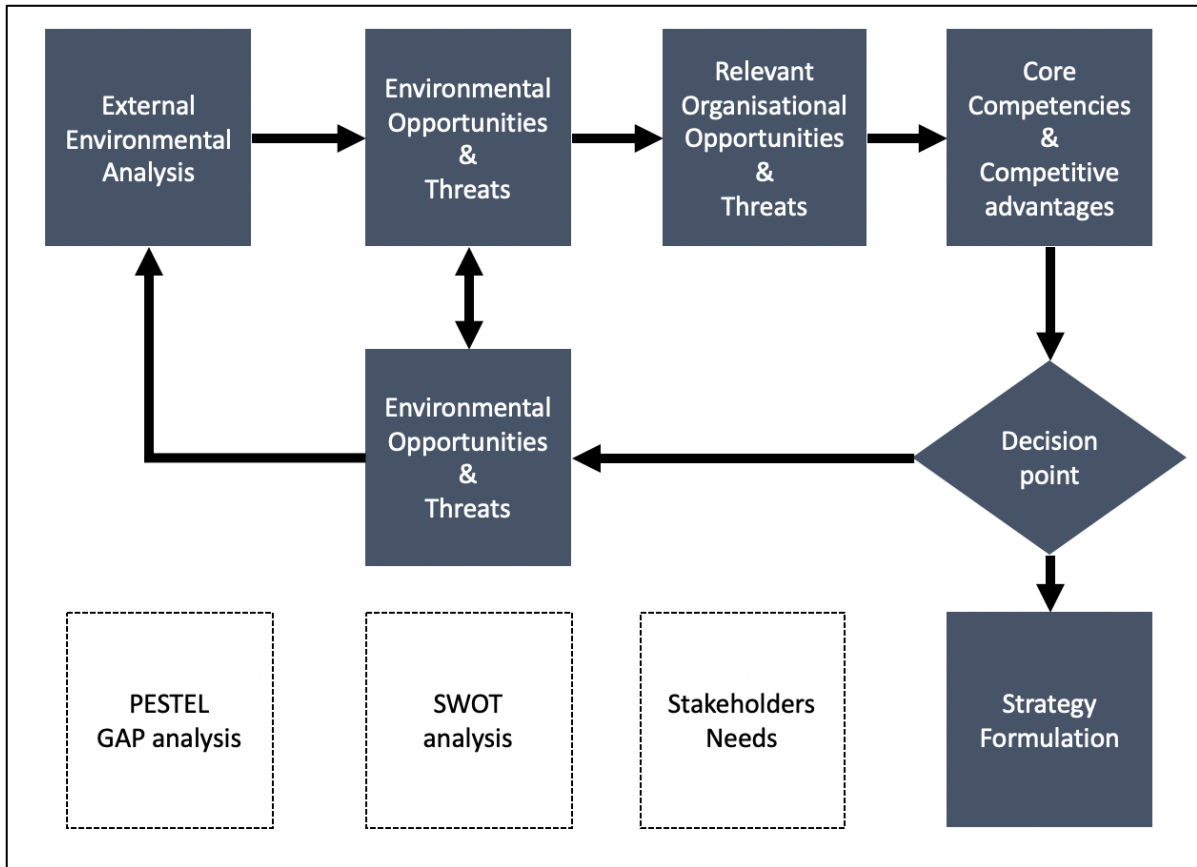 External
Environmental
Analysis
Environmental
Opportunities
&
Threats
Relevant
Organisational
Opportunities
&
Threats
Core
Competencies
&
Competitive
advantages
Environmental
Opportunities
&
Threats
Decision
point
PESTEL
GAP analysis
SWOT
analysis
Stakeholders
Needs
Strategy
Formulation